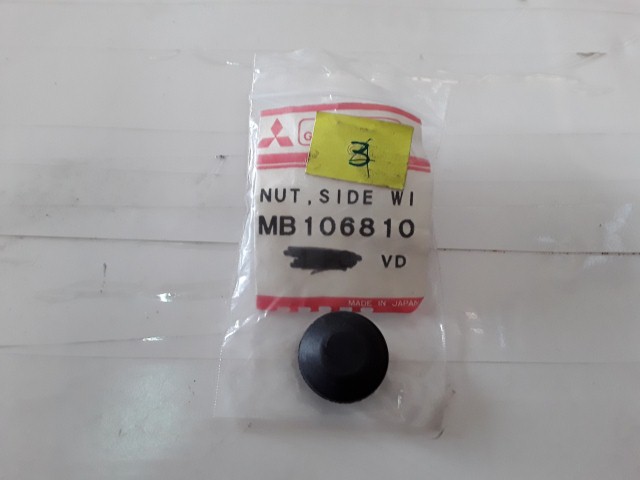 3
NUT, SIDE WI
MB106810
VD
MADE IN JAPAN